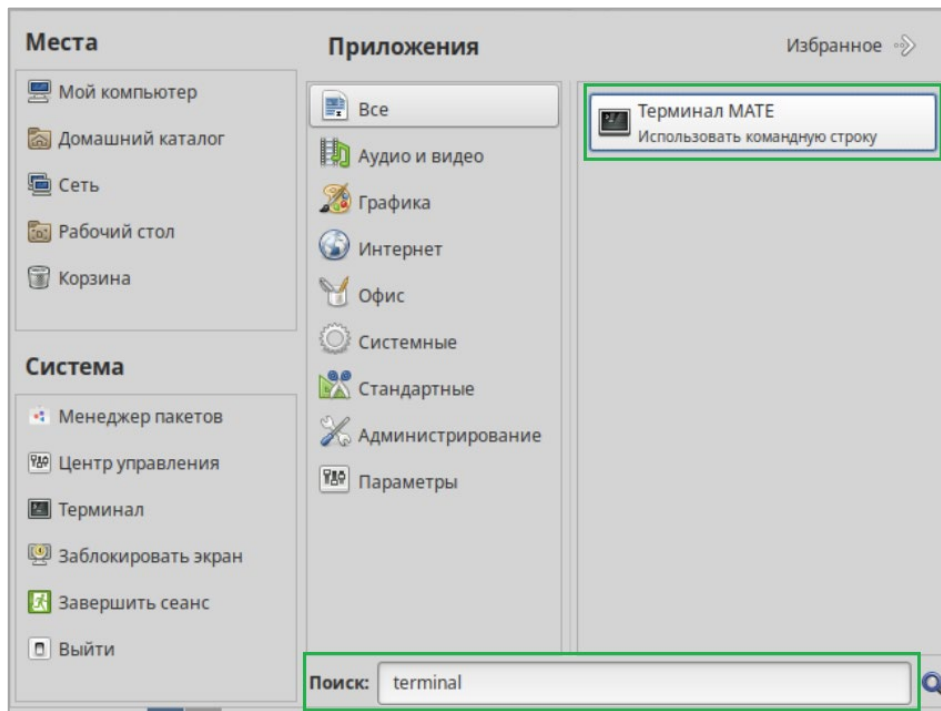 Места
Мой компьютер
Домашний каталог
Сеть
Рабочий стол
Корзина
Система
Менеджер пакетов
Центр управления
Терминал
Заблокировать экран
Завершить сеанс
Выйти
Приложения
Избранное
Все
Аудио и видео
Графика
Интернет
Офис
Системные
Стандартные
Администрирование
Параметры
Терминал MATE
Использовать командную строку
Поиск: terminal